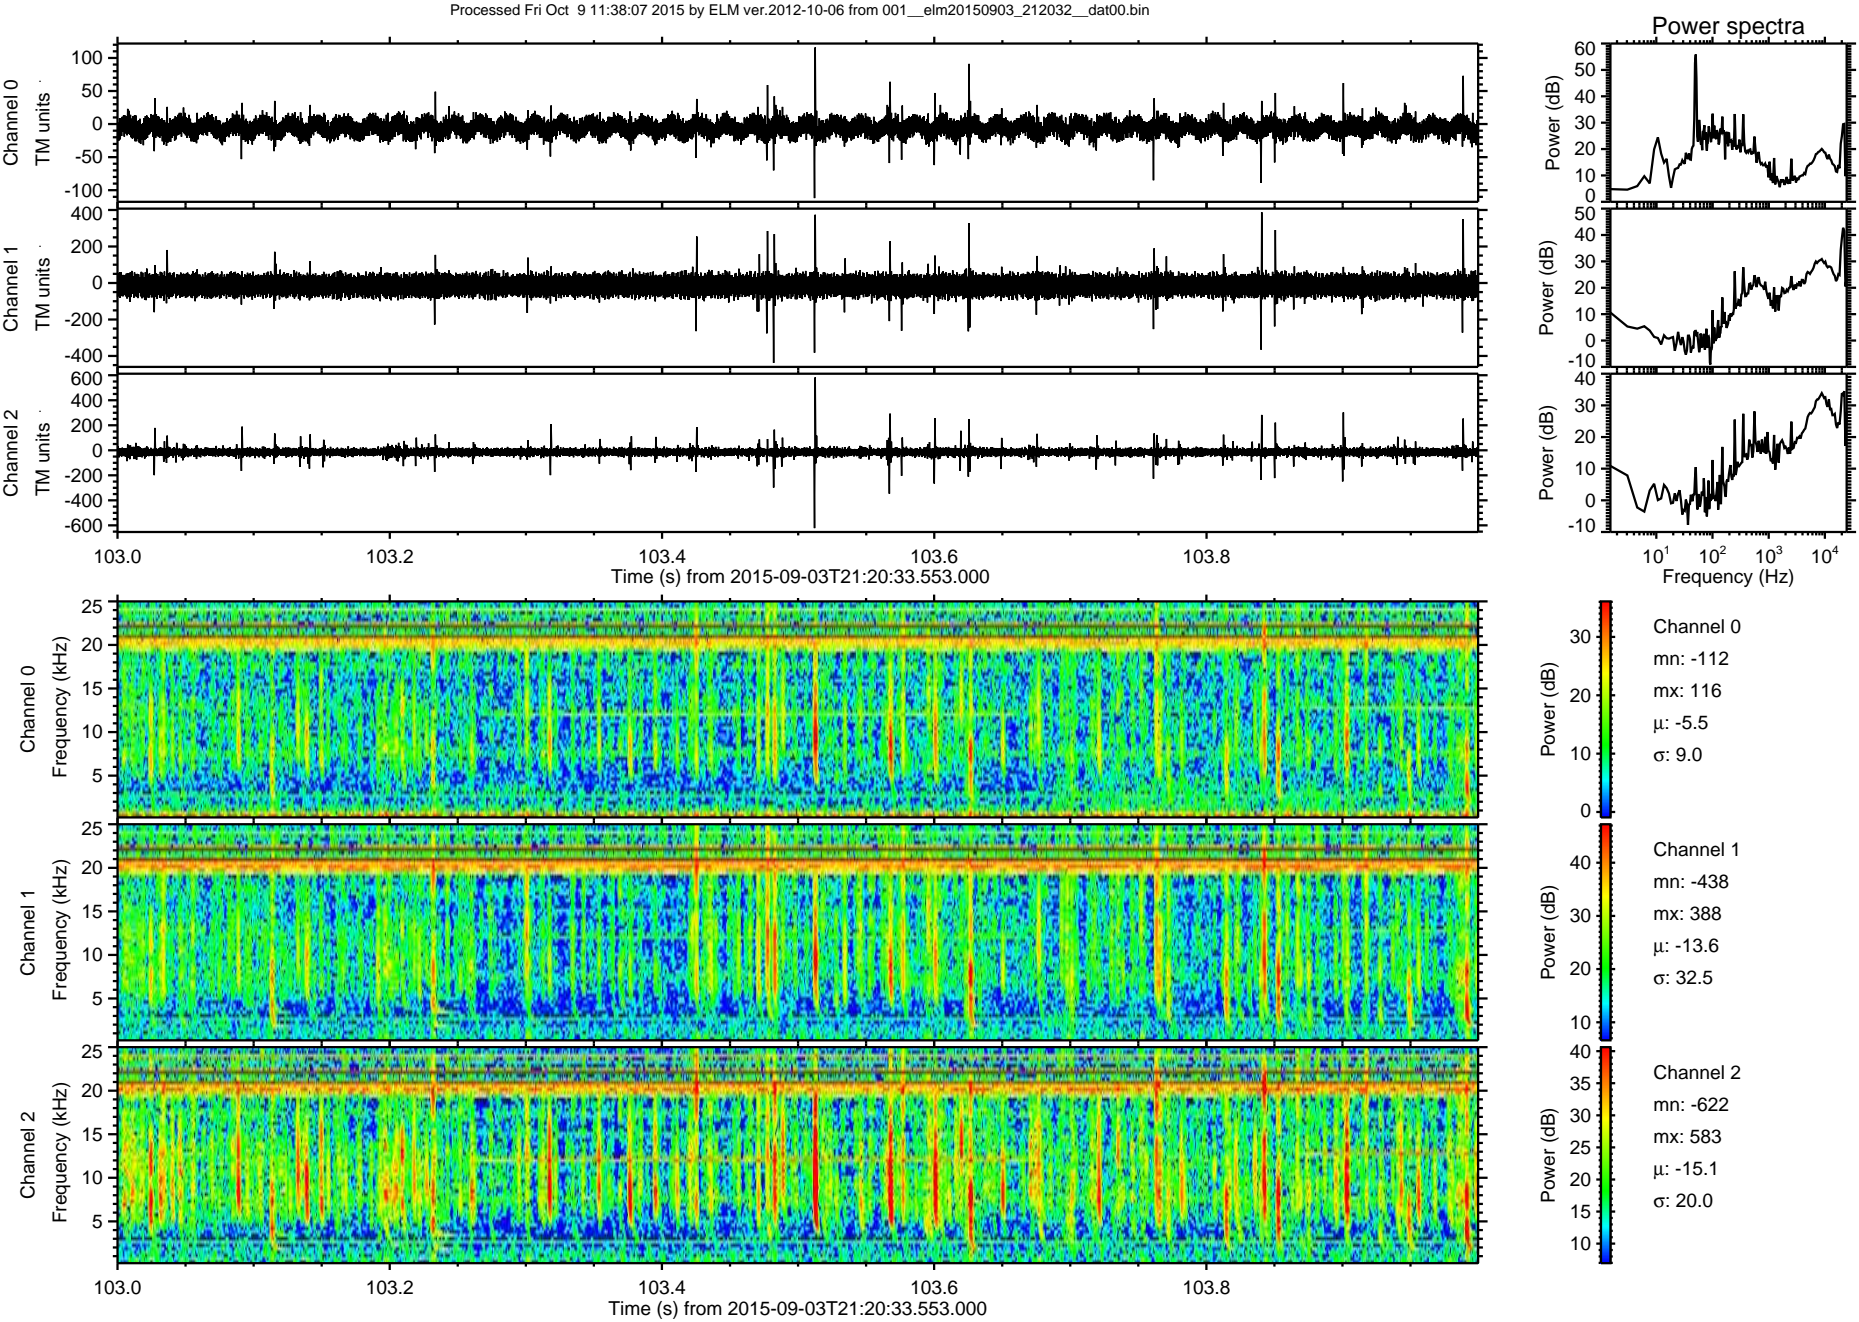 Processed Fri Oct  9 11:38:07 2015 by ELM ver.2012-10-06 from 001__elm20150903_212032__dat00.bin
Power spectra
Channel 0
TM units
100
50
0
-50
-100
Power (dB)
60
50
40
30
20
10
0
Channel 1
TM units
400
200
0
-200
-400
Power (dB)
50
40
30
20
10
0
-10
Channel 2
TM units
600
400
200
0
-200
-400
-600
Power (dB)
40
30
20
10
0
-10
103.0 103.2 103.4 103.6 103.8
Time (s) from 2015-09-03T21:20:33.553.000
10^1 10^2 10^3 10^4
Frequency (Hz)
Channel 0
Frequency (kHz)
25
20
15
10
5
Power (dB)
30
20
10
0
Channel 0
mn: -112
mx: 116
μ: -5.5
σ: 9.0
Channel 1
Frequency (kHz)
25
20
15
10
5
Power (dB)
40
30
20
10
Channel 1
mn: -438
mx: 388
μ: -13.6
σ: 32.5
Channel 2
Frequency (kHz)
25
20
15
10
5
Power (dB)
40
35
30
25
20
15
10
Channel 2
mn: -622
mx: 583
μ: -15.1
σ: 20.0
103.0 103.2 103.4 103.6 103.8
Time (s) from 2015-09-03T21:20:33.553.000